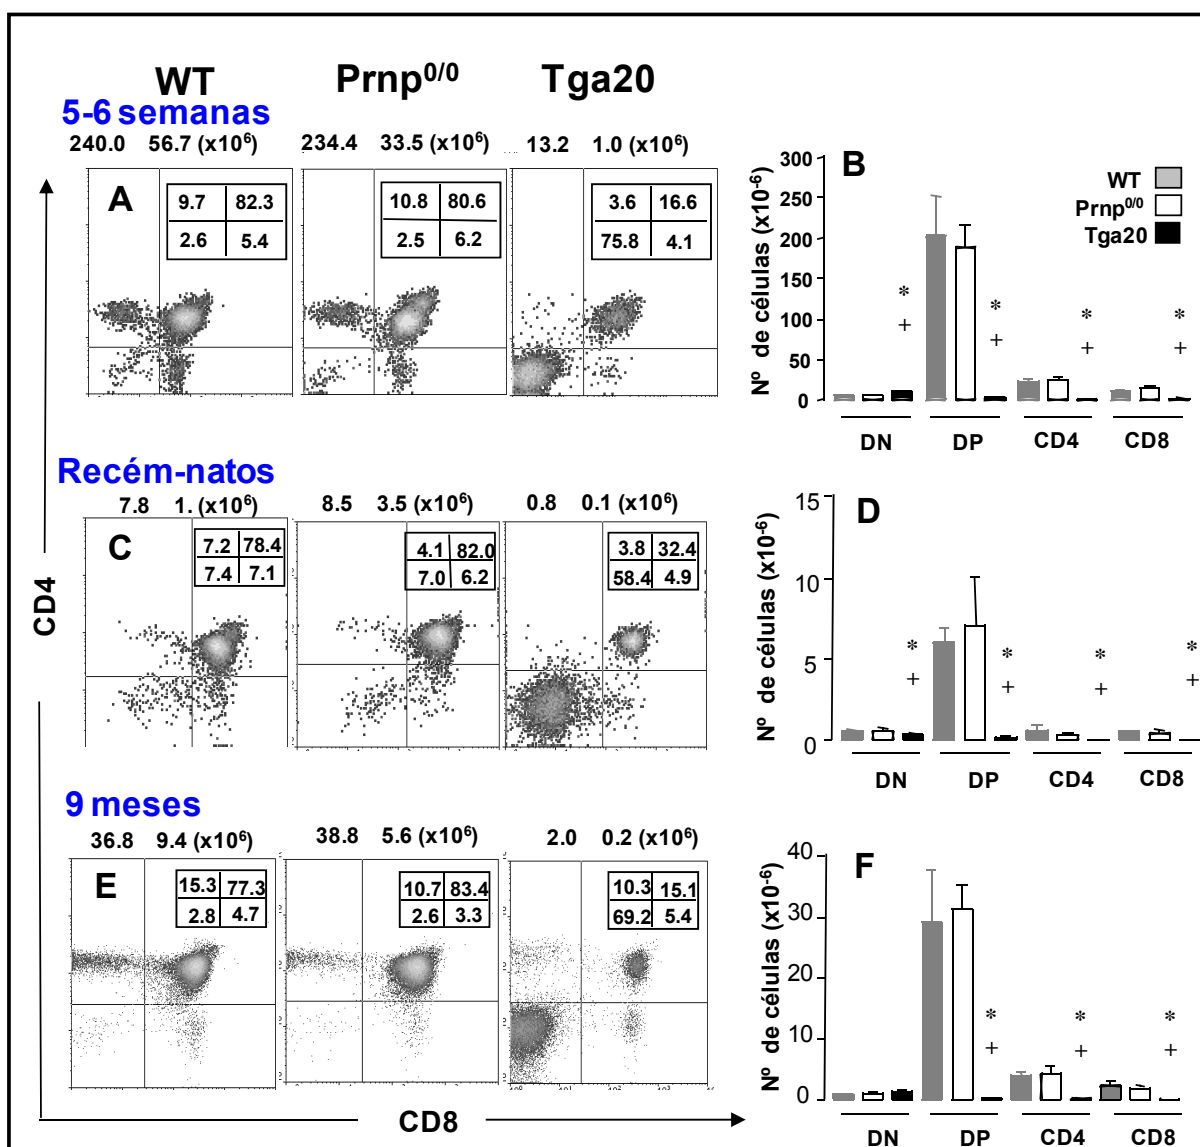 WT Prnp0/0 Tga20
5-6 semanas
240.0 56.7 (x10⁶) 234.4 33.5 (x10⁶) 13.2 1.0 (x10⁶)
A
9.7 82.3
2.6 5.4
10.8 80.6
2.5 6.2
3.6 16.6
75.8 4.1
B
WT
Prnp0/0
Tga20
Nº de células (x10⁻⁶)
300
250
200
150
100
50
0
* + * + * + * +
DN DP CD4 CD8
Recém-natos
7.8 1. (x10⁶) 8.5 3.5 (x10⁶) 0.8 0.1 (x10⁶)
C
7.2 78.4
7.4 7.1
4.1 82.0
7.0 6.2
3.8 32.4
58.4 4.9
D
Nº de células (x10⁻⁶)
15
10
5
0
* + * + * + * +
DN DP CD4 CD8
9 meses
36.8 9.4 (x10⁶) 38.8 5.6 (x10⁶) 2.0 0.2 (x10⁶)
E
15.3 77.3
2.8 4.7
10.7 83.4
2.6 3.3
10.3 15.1
69.2 5.4
F
Nº de células (x10⁻⁶)
40
30
20
10
0
* + * + * +
DN DP CD4 CD8
CD4
CD8